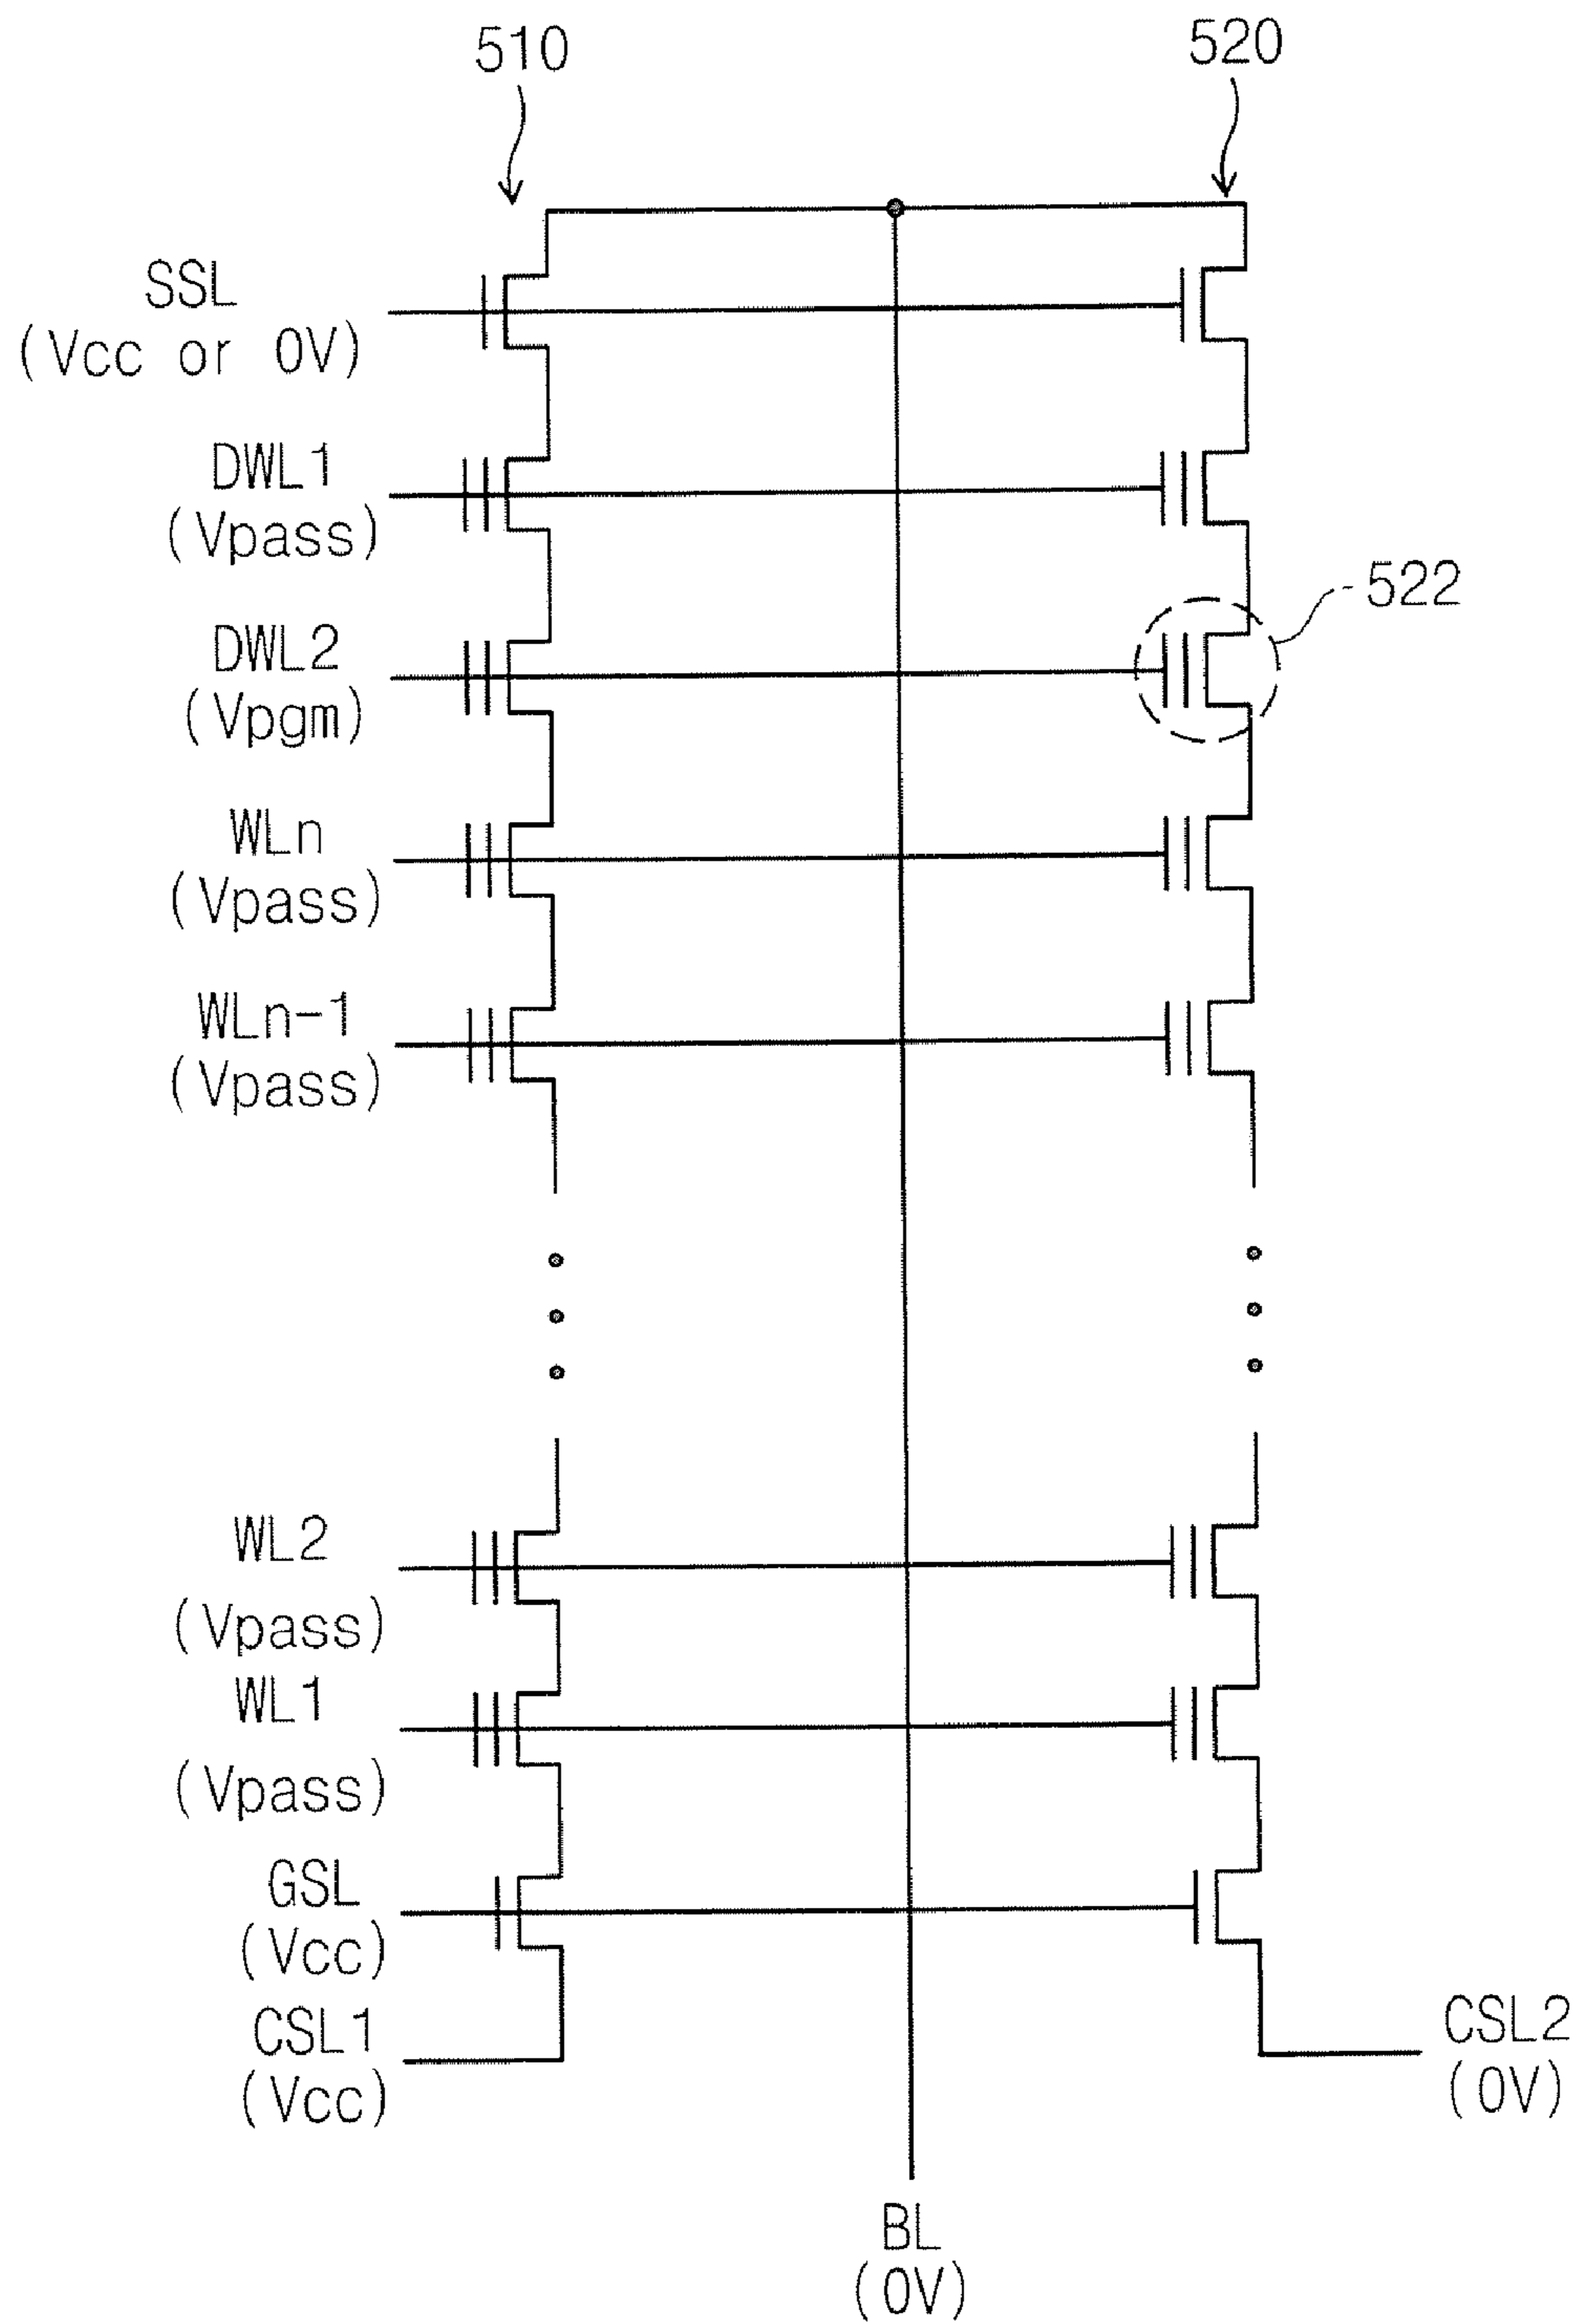 510
520
SSL
(Vcc or 0V)
DWL1
(Vpass)
522
DWL2
(Vpgm)
WLn
(Vpass)
WLn-1
(Vpass)
WL2
(Vpass)
WL1
(Vpass)
GSL
(Vcc)
CSL1
(Vcc)
CSL2
(0V)
BL
(0V)